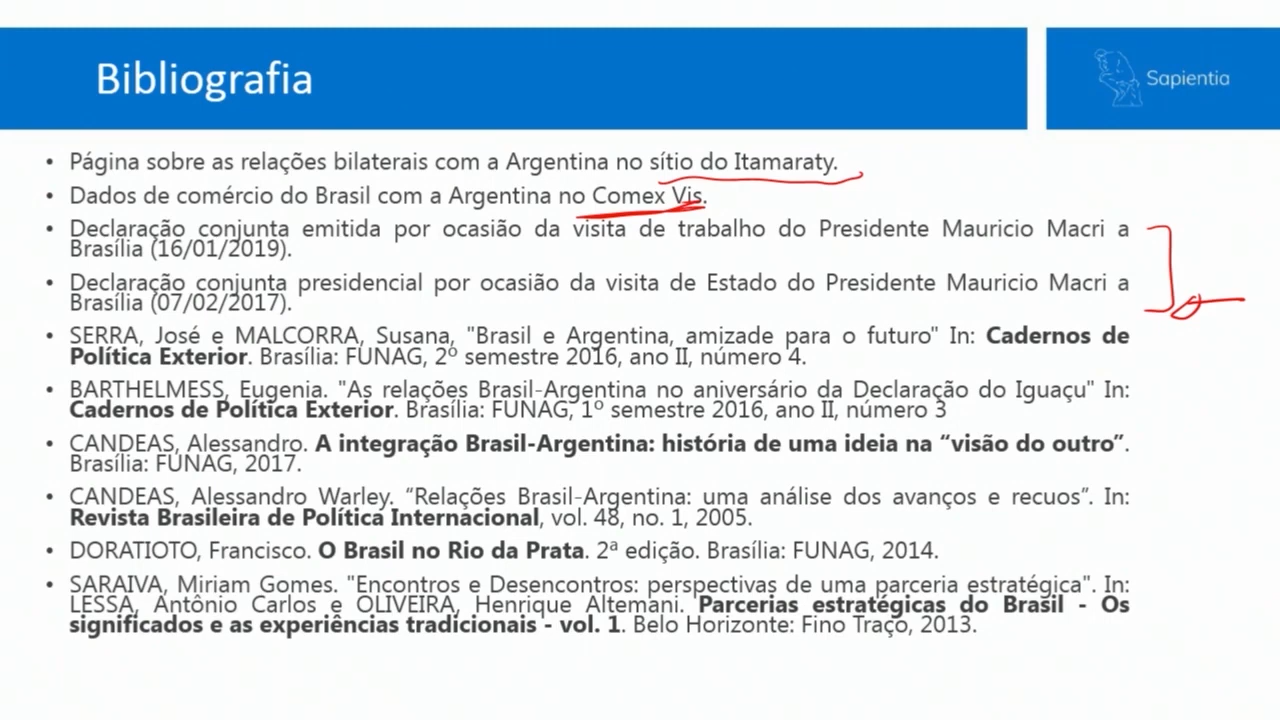 Bibliografia
Sapientia
• Página sobre as relações bilaterais com a Argentina no sítio do Itamaraty.
• Dados de comércio do Brasil com a Argentina no Comex Vis.
• Declaração conjunta emitida por ocasião da visita de trabalho do Presidente Mauricio Macri a
Brasília (16/01/2019).
• Declaração conjunta presidencial por ocasião da visita de Estado do Presidente Mauricio Macri a
Brasília (07/02/2017).
• SERRA, José e MALCORRA, Susana, "Brasil e Argentina, amizade para o futuro" In: Cadernos de
Política Exterior. Brasília: FUNAG, 2º semestre 2016, ano II, número 4.
• BARTHELMESS, Eugenia. "As relações Brasil-Argentina no aniversário da Declaração do Iguaçu" In:
Cadernos de Política Exterior. Brasília: FUNAG, 1º semestre 2016, ano II, número 3
• CANDEAS, Alessandro. A integração Brasil-Argentina: história de uma ideia na “visão do outro”.
Brasília: FUNAG, 2017.
• CANDEAS, Alessandro Warley. “Relações Brasil-Argentina: uma análise dos avanços e recuos”. In:
Revista Brasileira de Política Internacional, vol. 48, no. 1, 2005.
• DORATIOTO, Francisco. O Brasil no Rio da Prata. 2ª edição. Brasília: FUNAG, 2014.
• SARAIVA, Miriam Gomes. "Encontros e Desencontros: perspectivas de uma parceria estratégica". In:
LESSA, Antônio Carlos e OLIVEIRA, Henrique Altemani. Parcerias estratégicas do Brasil - Os
significados e as experiências tradicionais - vol. 1. Belo Horizonte: Fino Traço, 2013.